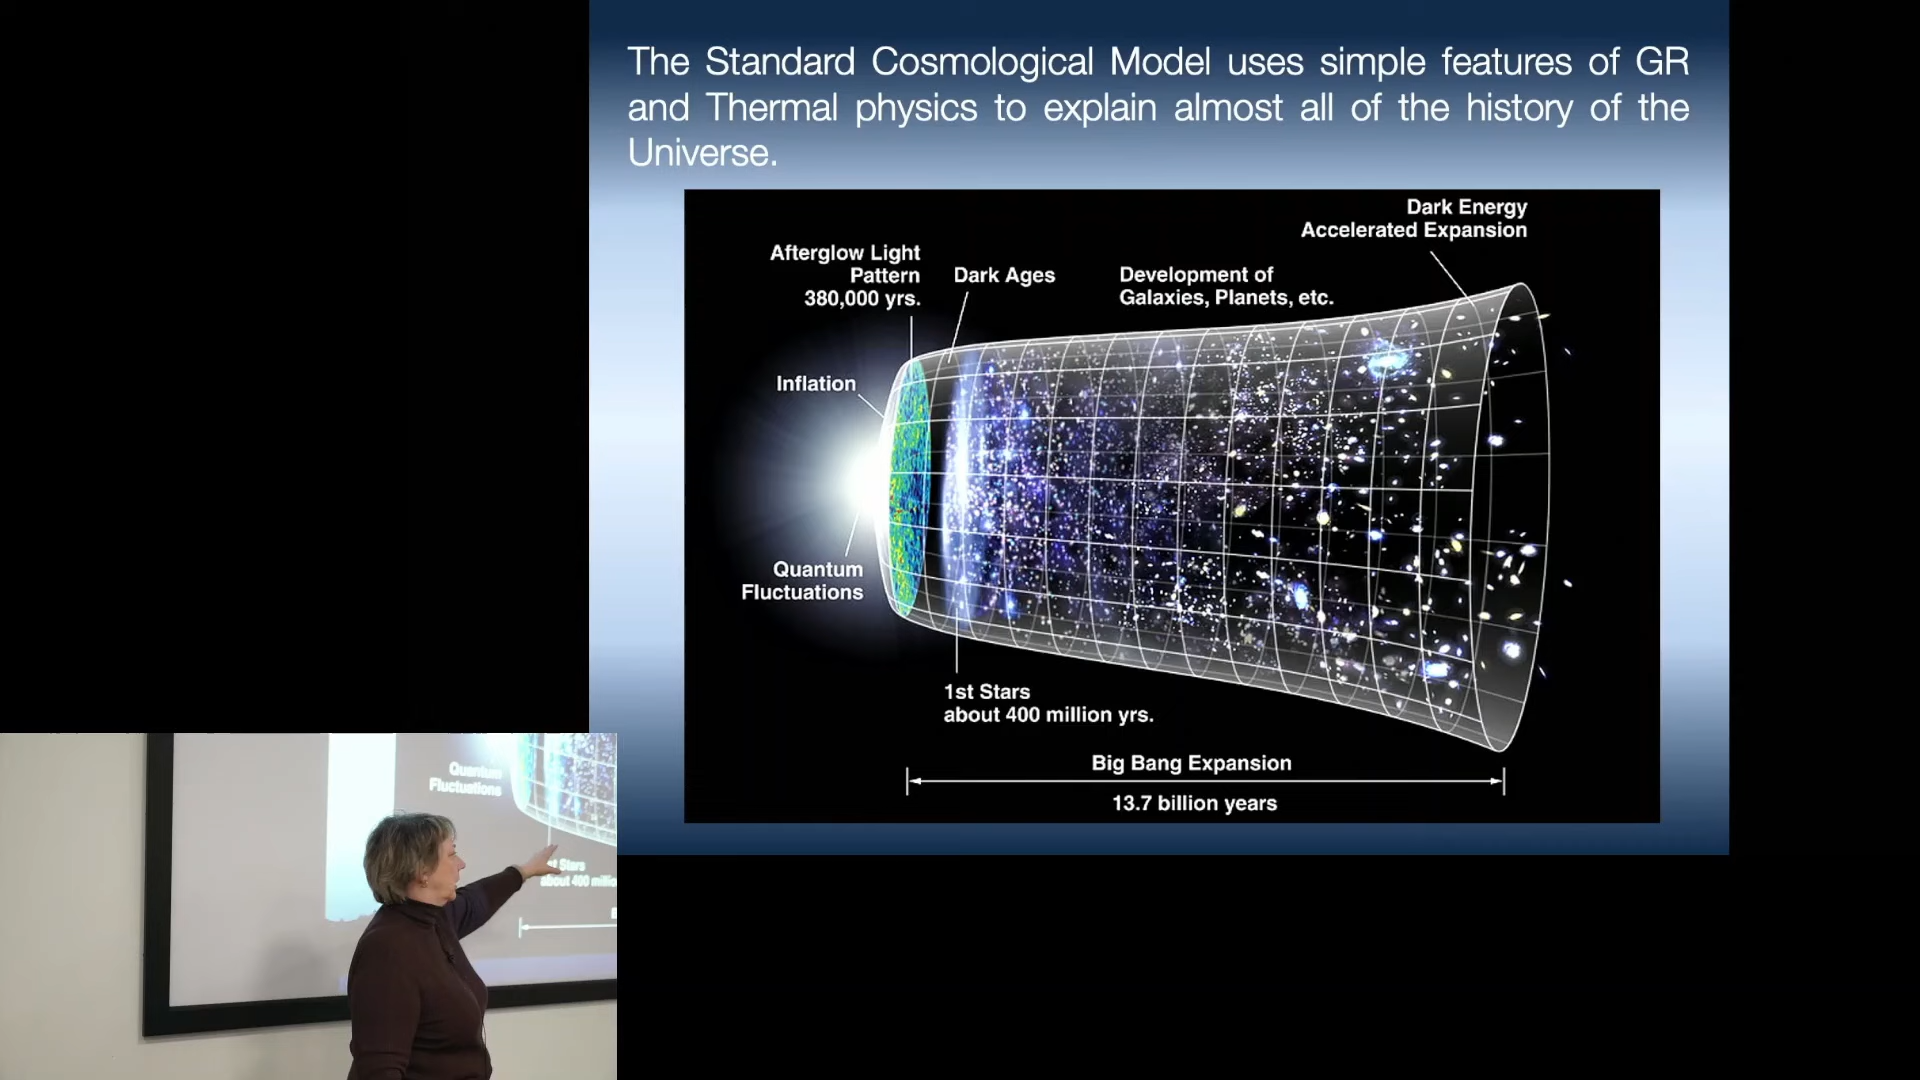 The Standard Cosmological Model uses simple features of GR
and Thermal physics to explain almost all of the history of the
Universe.
Dark Energy
Accelerated Expansion
Afterglow Light
Pattern
380,000 yrs.
Dark Ages
Development of
Galaxies, Planets, etc.
Inflation
Quantum
Fluctuations
1st Stars
about 400 million yrs.
Big Bang Expansion
13.7 billion years
Quantum
Fluctuations
st Stars
about 400 millio